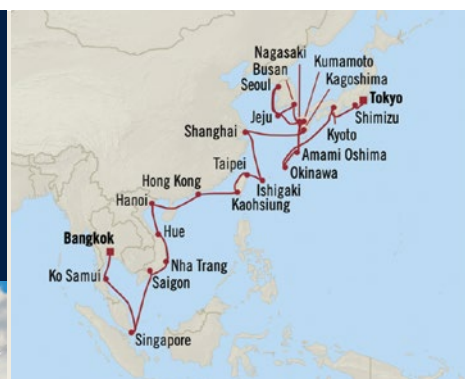 Nagasaki
Busan
Kumamoto
Seoul
Kagoshima
Tokyo
Jeju
Shimizu
Shanghai
Kyoto
Amami Oshima
Taipei
Okinawa
Hong Kong
Ishigaki
Hanoi
Kaohsiung
Bangkok
Hue
Nha Trang
Ko Samui
Saigon
Singapore